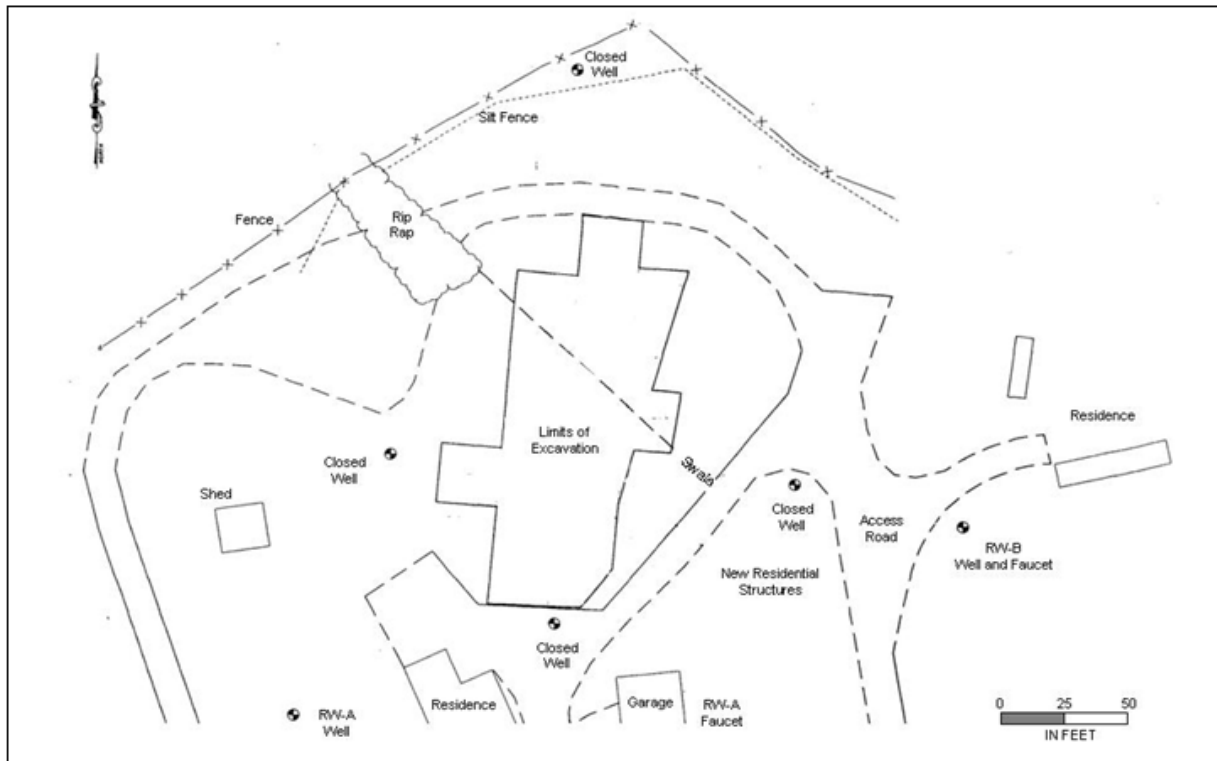 Closed
Well
Silt Fence
Fence
Rip
Rap
Residence
Limits of
Excavation
Closed
Well
Swale
Shed
Closed
Well
Access
Road
RW-B
Well and Faucet
New Residential
Structures
Closed
Well
Residence
Garage
RW-A
Well
RW-A
Faucet
0 25 50
IN FEET